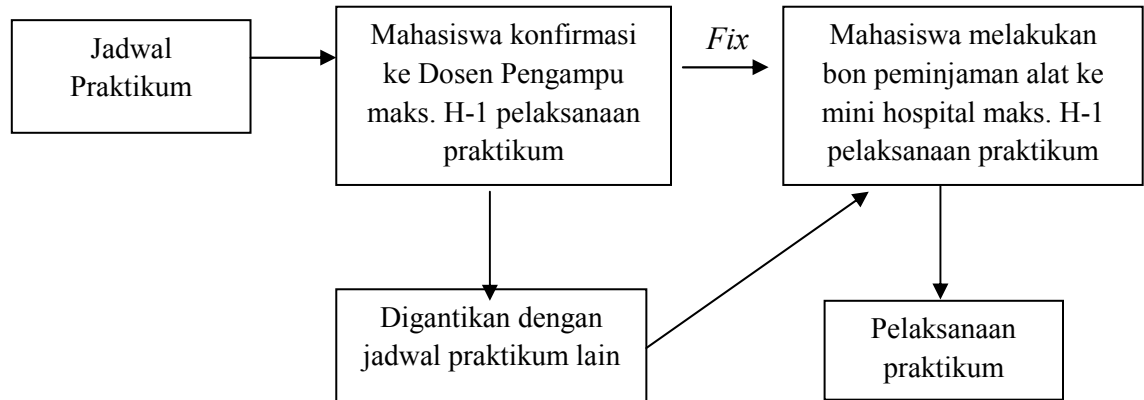 Jadwal
Praktikum
Mahasiswa konfirmasi
ke Dosen Pengampu
maks. H-1 pelaksanaan
praktikum
Fix
Mahasiswa melakukan
bon peminjaman alat ke
mini hospital maks. H-1
pelaksanaan praktikum
Digantikan dengan
jadwal praktikum lain
Pelaksanaan
praktikum